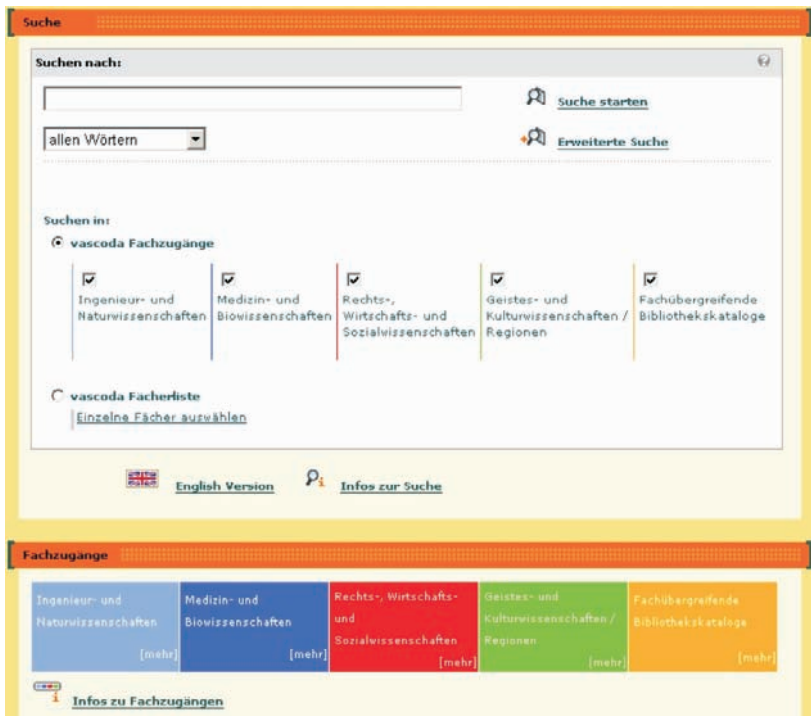 Suche
Suchen nach:
Suche starten
allen Wörtern
Erweiterte Suche
Suchen in:
vascoda Fachzugänge
Ingenieur- und
Naturwissenschaften
Medizin- und
Biowissenschaften
Rechts-,
Wirtschafts- und
Sozialwissenschaften
Geistes- und
Kulturwissenschaften /
Regionen
Fachübergreifende
Bibliothekskataloge
vascoda Fächerliste
Einzelne Fächer auswählen
English Version
Infos zur Suche
Fachzugänge
Ingenieur- und
Naturwissenschaften
[mehr]
Medizin- und
Biowissenschaften
[mehr]
Rechts-, Wirtschafts-
und
Sozialwissenschaften
[mehr]
Geistes- und
Kulturwissenschaften /
Regionen
[mehr]
Fachübergreifende
Bibliothekskataloge
[mehr]
Infos zu Fachzugängen